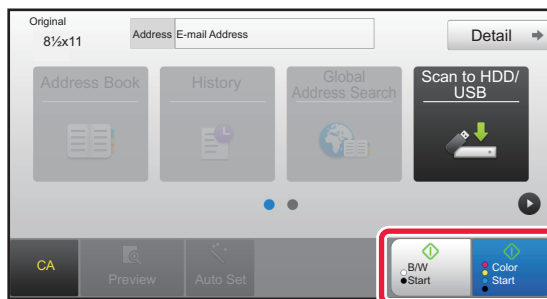 Original
8½x11
Address E-mail Address
Detail
Address Book
History
Global
Address Search
Scan to HDD/
USB
CA
Preview
Auto Set
B/W
Start
Color
Start